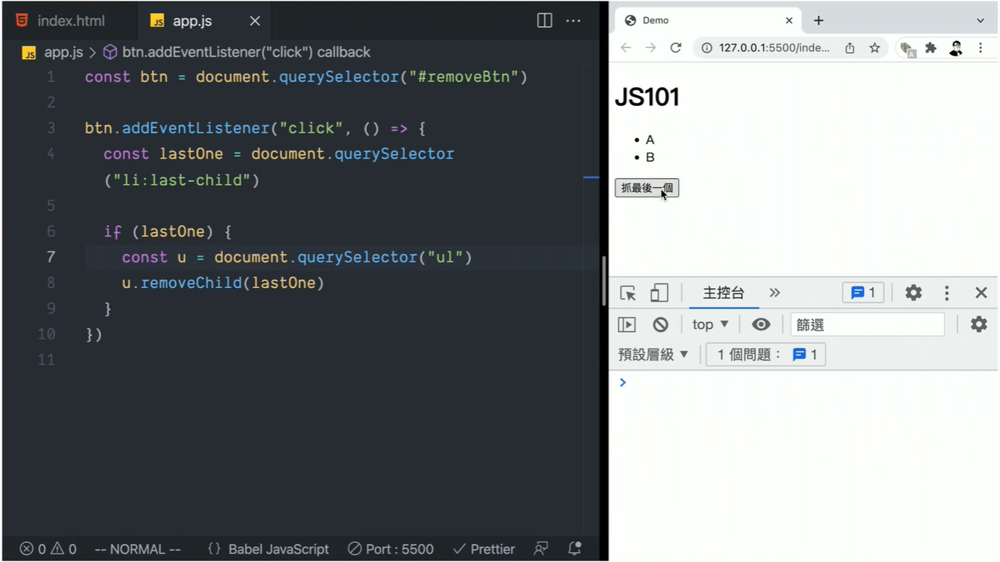 index.html
JS app.js
JS app.js > btn.addEventListener("click") callback
1 const btn = document.querySelector("#removeBtn")
2
3 btn.addEventListener("click", () => {
4 const lastOne = document.querySelector
("li:last-child")
5
6 if (lastOne) {
7 const u = document.querySelector("ul")
8 u.removeChild(lastOne)
9 }
10 })
11
0 0 -- NORMAL -- {} Babel JavaScript Port : 5500 Prettier
Demo
127.0.0.1:5500/inde...
JS101
• A
• B
抓最後一個
主控台 1
top 篩選
預設層級 1 個問題： 1